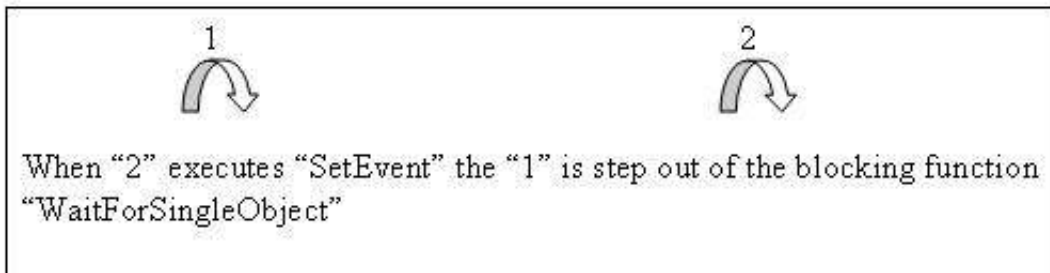 1 2
When “2” executes “SetEvent” the “1” is step out of the blocking function
“WaitForSingleObject”